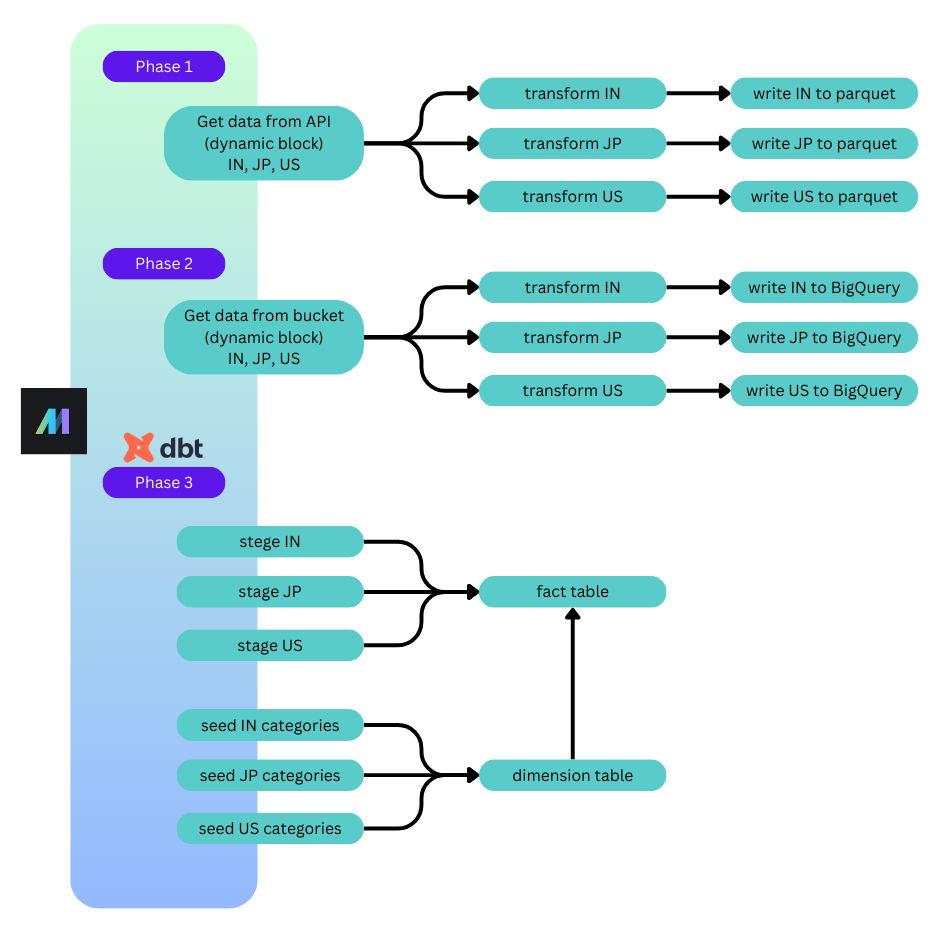 Phase 1
Get data from API
(dynamic block)
IN, JP, US
transform IN
write IN to parquet
transform JP
write JP to parquet
transform US
write US to parquet
Phase 2
Get data from bucket
(dynamic block)
IN, JP, US
transform IN
write IN to BigQuery
transform JP
write JP to BigQuery
transform US
write US to BigQuery
dbt
Phase 3
stege IN
stage JP
stage US
fact table
seed IN categories
seed JP categories
seed US categories
dimension table